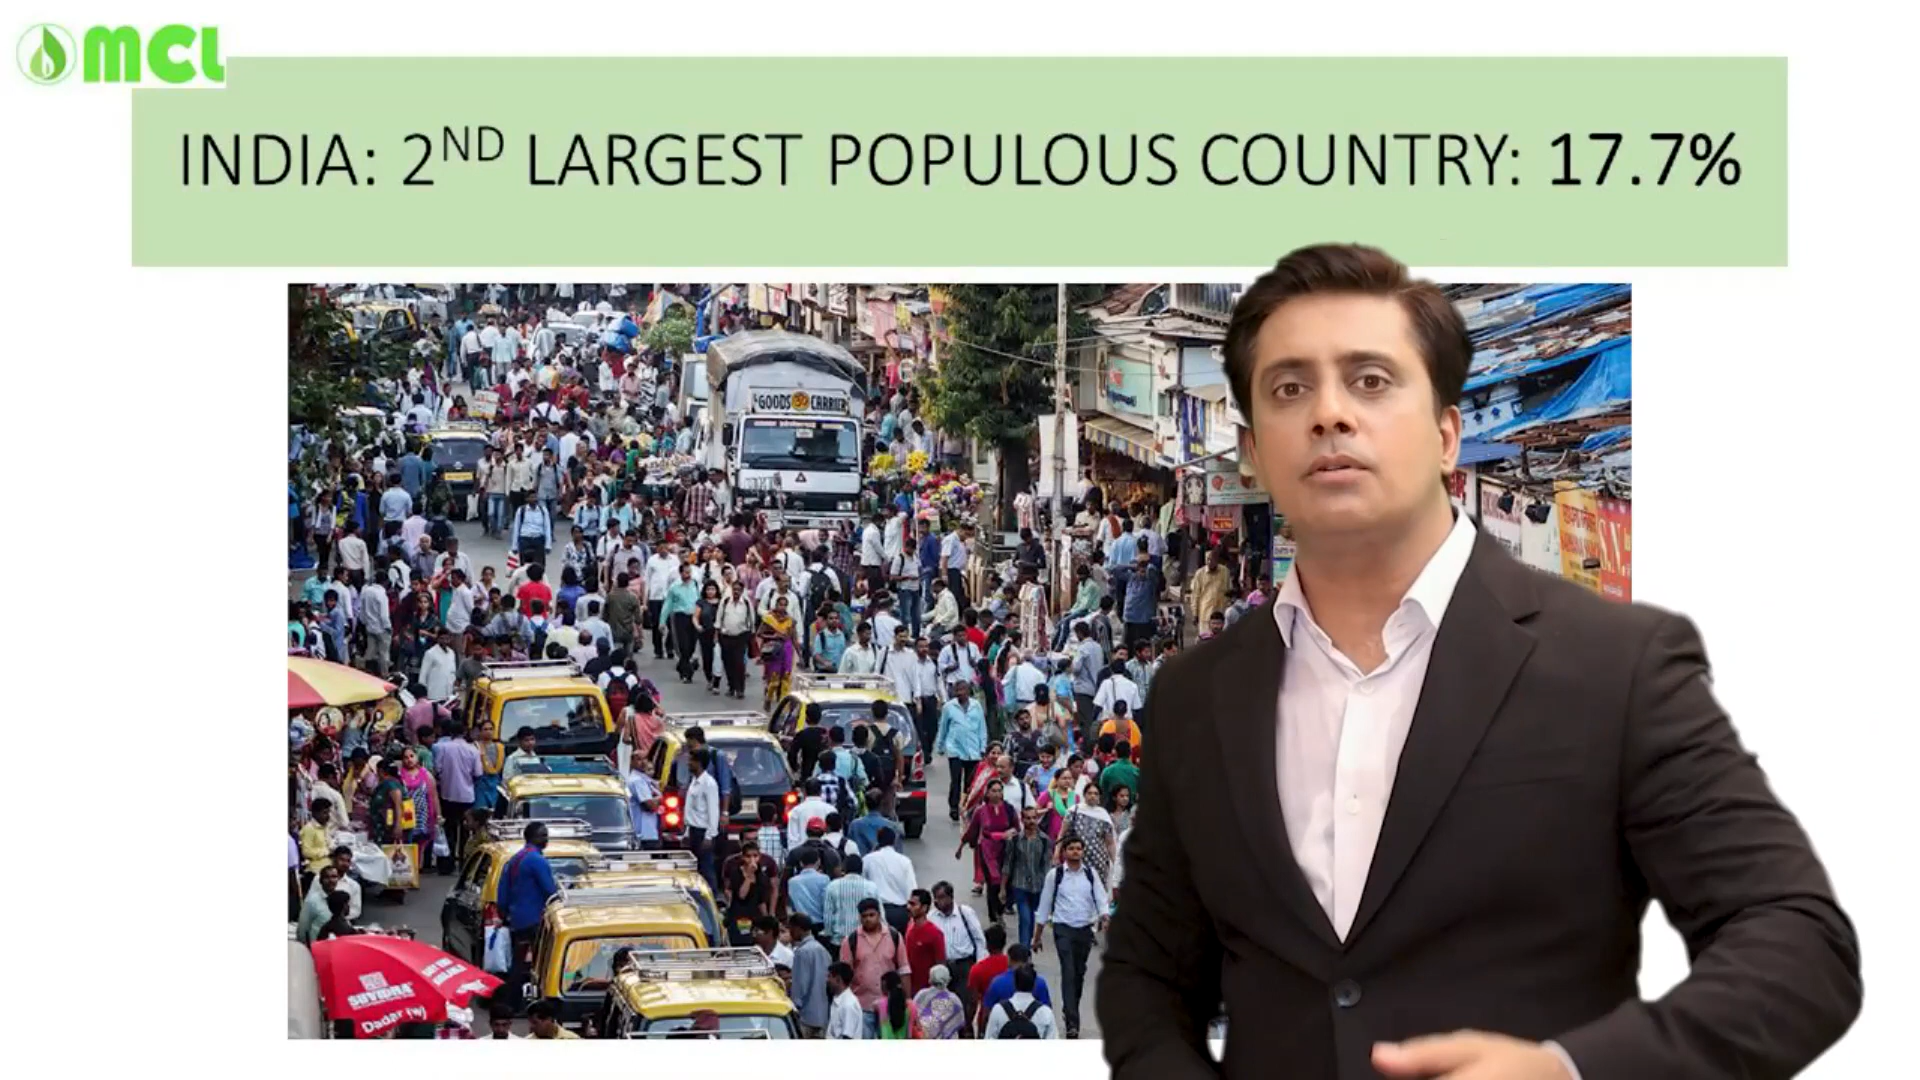 MCL
INDIA: 2ND LARGEST POPULOUS COUNTRY: 17.7%
GOODS CARRIER
SUVIDHA
Dadar (w)